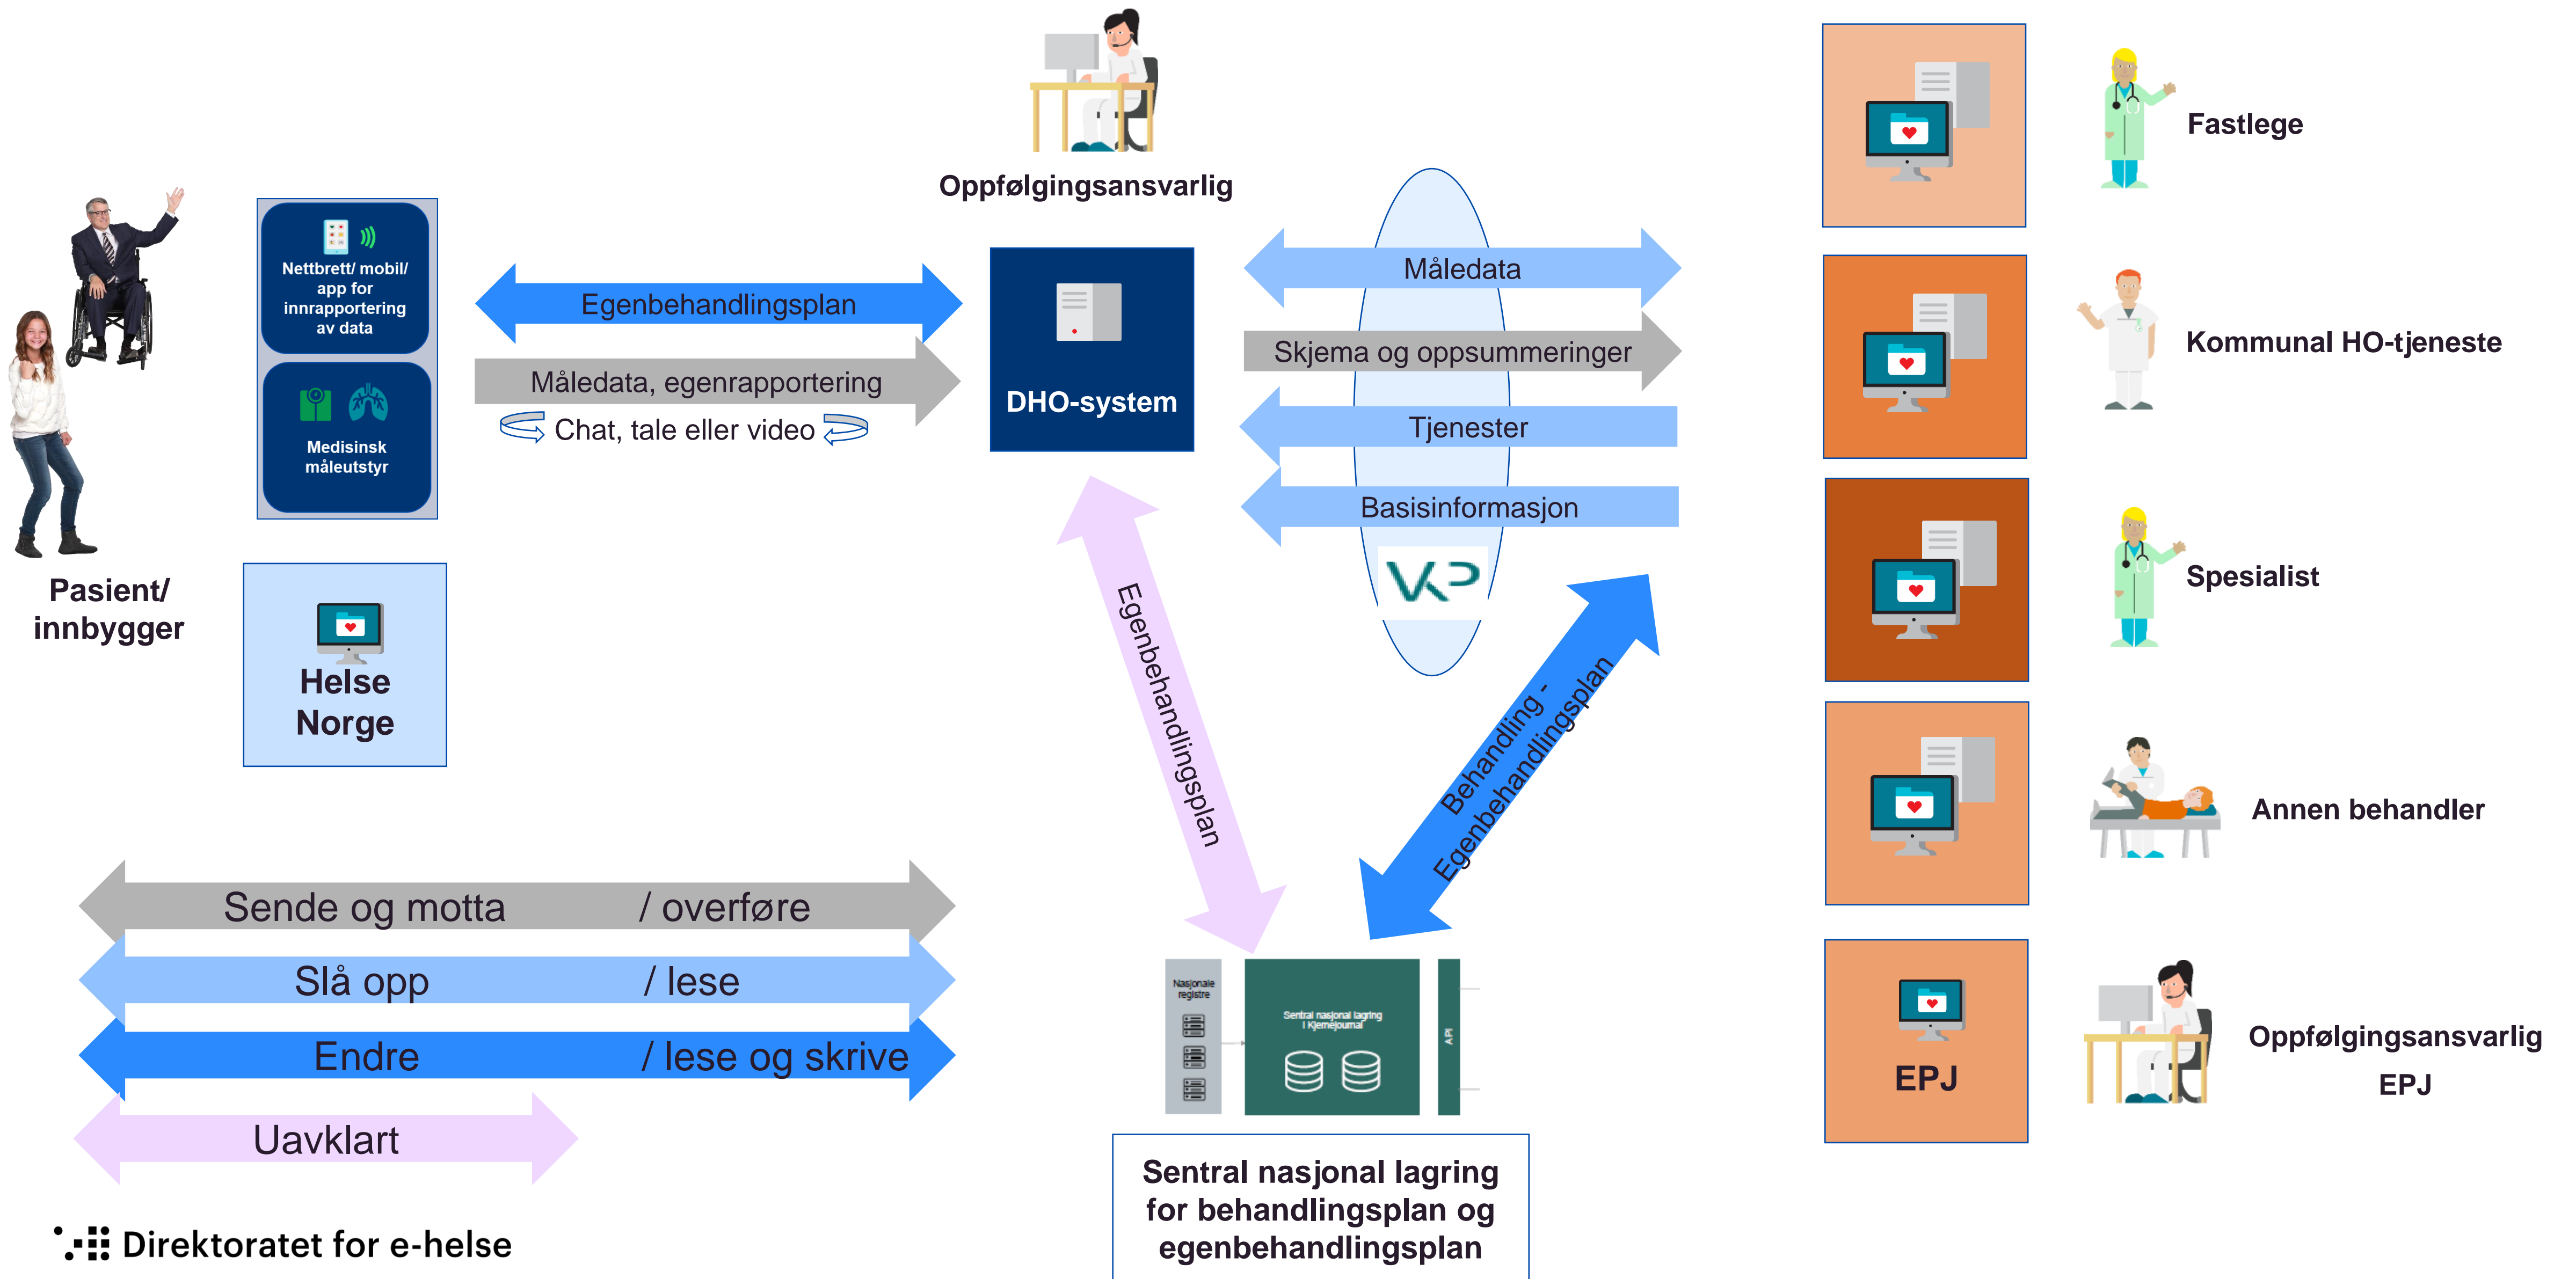 Oppfølgingsansvarlig
Fastlege
Nettbrett/ mobil/
app for
innrapportering
av data
Medisinsk
måleutstyr
Pasient/
innbygger
Helse
Norge
Egenbehandlingsplan
Måledata, egenrapportering
Chat, tale eller video
DHO-system
Måledata
Skjema og oppsummeringer
Tjenester
Basisinformasjon
VKP
Kommunal HO-tjeneste
Spesialist
Annen behandler
EPJ
Oppfølgingsansvarlig
EPJ
Egenbehandlingsplan
Behandling -
Egenbehandlingsplan
Sende og motta / overføre
Slå opp / lese
Endre / lese og skrive
Uavklart
Nasjonale
registre
Sentral nasjonal lagring
i Kjernejournal
API
Sentral nasjonal lagring
for behandlingsplan og
egenbehandlingsplan
Direktoratet for e-helse